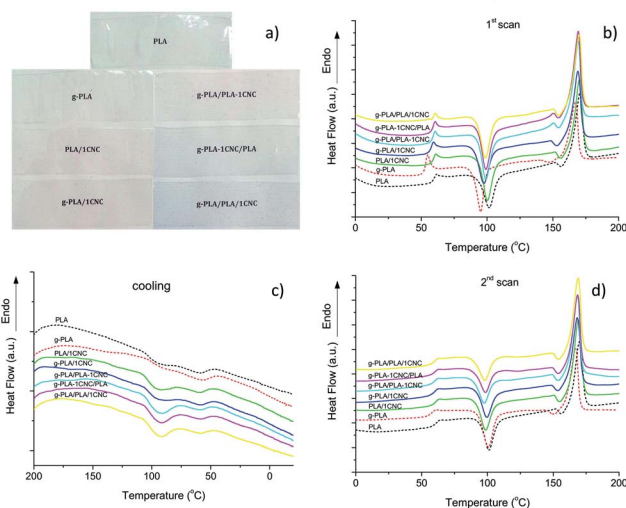 a)
PLA
g-PLA
g-PLA/PLA-1CNC
PLA/1CNC
g-PLA-1CNC/PLA
g-PLA/1CNC
g-PLA/PLA/1CNC
b)
1st scan
Endo
Heat Flow (a.u.)
g-PLA/PLA/1CNC
g-PLA-1CNC/PLA
g-PLA/PLA-1CNC
g-PLA/1CNC
PLA/1CNC
g-PLA
PLA
0 50 100 150 200
Temperature (°C)
c)
cooling
Endo
Heat Flow (a.u.)
PLA
g-PLA
PLA/1CNC
g-PLA/1CNC
g-PLA/PLA-1CNC
g-PLA-1CNC/PLA
g-PLA/PLA/1CNC
200 150 100 50 0
Temperature (°C)
d)
2nd scan
Endo
Heat Flow (a.u.)
g-PLA/PLA/1CNC
g-PLA-1CNC/PLA
g-PLA/PLA-1CNC
g-PLA/1CNC
PLA/1CNC
g-PLA
PLA
0 50 100 150 200
Temperature (°C)